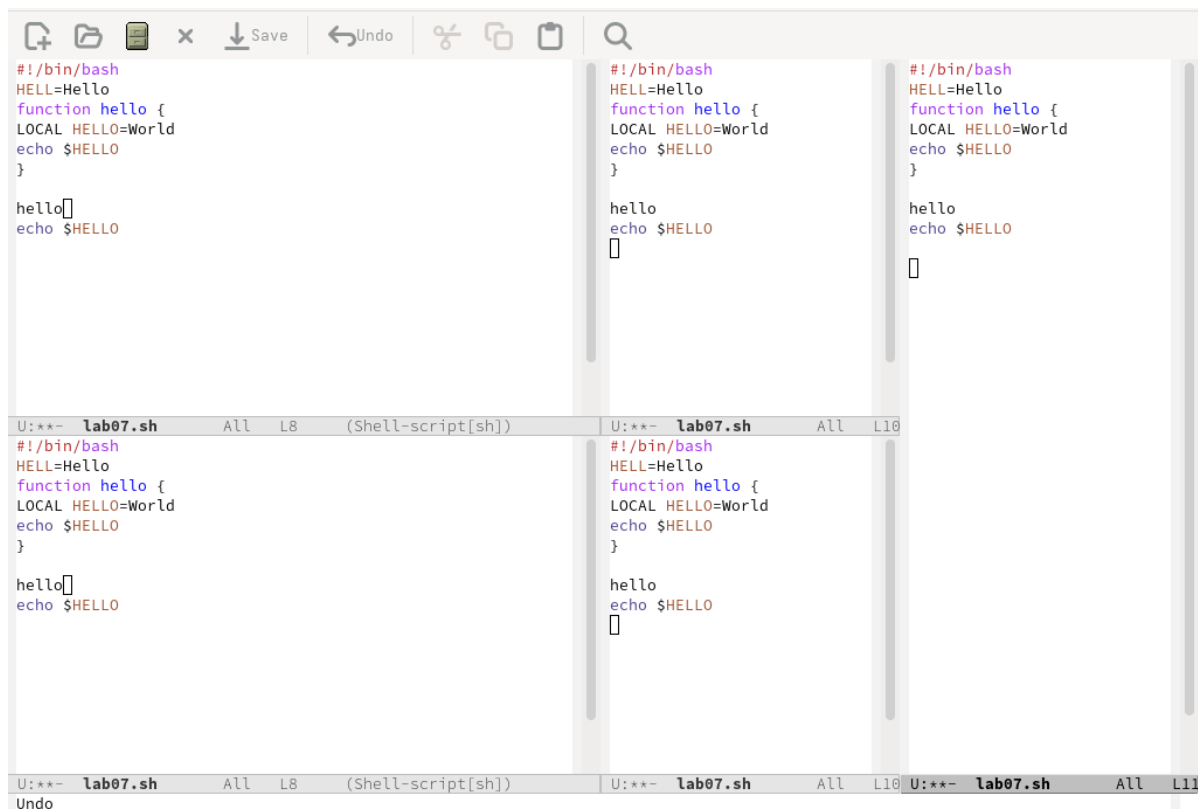 Save Undo
#!/bin/bash
HELL=Hello
function hello {
LOCAL HELLO=World
echo $HELLO
}
hello
echo $HELLO
U:**- lab07.sh All L8 (Shell-script[sh])
#!/bin/bash
HELL=Hello
function hello {
LOCAL HELLO=World
echo $HELLO
}
hello
echo $HELLO
U:**- lab07.sh All L10
#!/bin/bash
HELL=Hello
function hello {
LOCAL HELLO=World
echo $HELLO
}
hello
echo $HELLO
#!/bin/bash
HELL=Hello
function hello {
LOCAL HELLO=World
echo $HELLO
}
hello
echo $HELLO
U:**- lab07.sh All L8 (Shell-script[sh])
#!/bin/bash
HELL=Hello
function hello {
LOCAL HELLO=World
echo $HELLO
}
hello
echo $HELLO
U:**- lab07.sh All L10
U:**- lab07.sh All L11
Undo